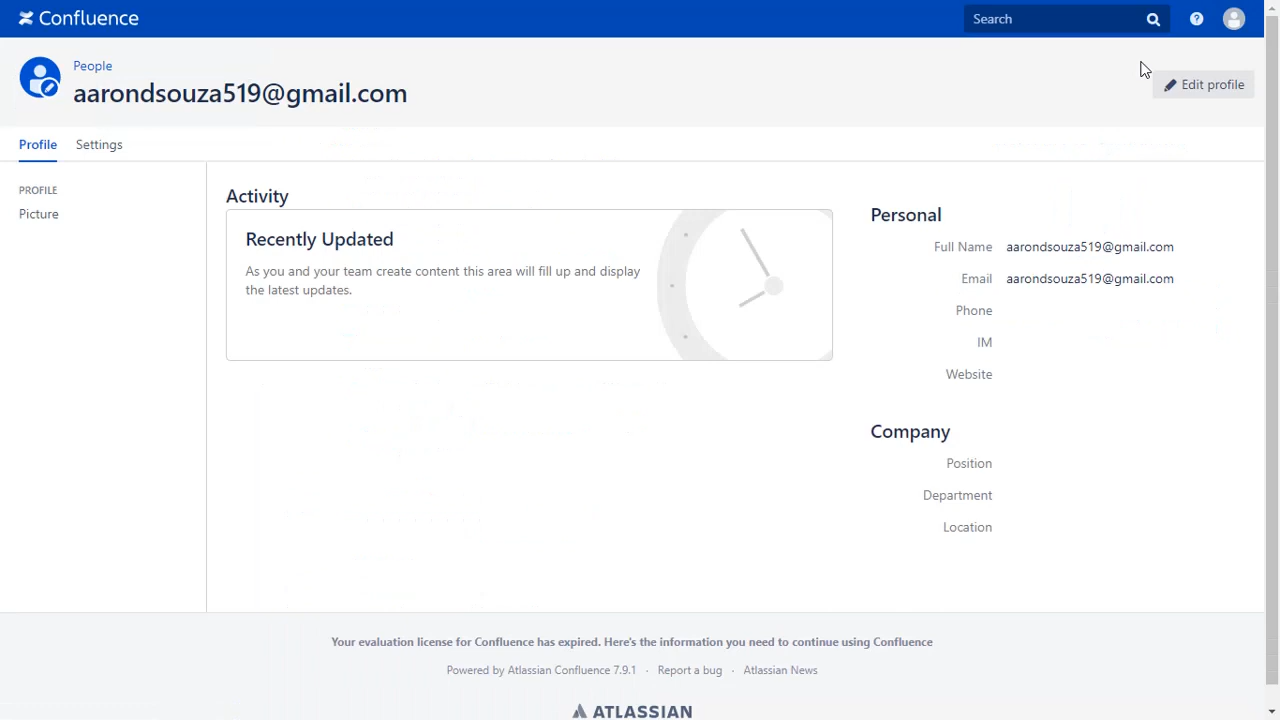 Confluence
Search
People
aarondsouza519@gmail.com
Edit profile
Profile Settings
PROFILE
Picture
Activity
Recently Updated
As you and your team create content this area will fill up and display
the latest updates.
Personal
Full Name aarondsouza519@gmail.com
Email aarondsouza519@gmail.com
Phone
IM
Website
Company
Position
Department
Location
Your evaluation license for Confluence has expired. Here's the information you need to continue using Confluence
Powered by Atlassian Confluence 7.9.1 · Report a bug · Atlassian News
ATLASSIAN